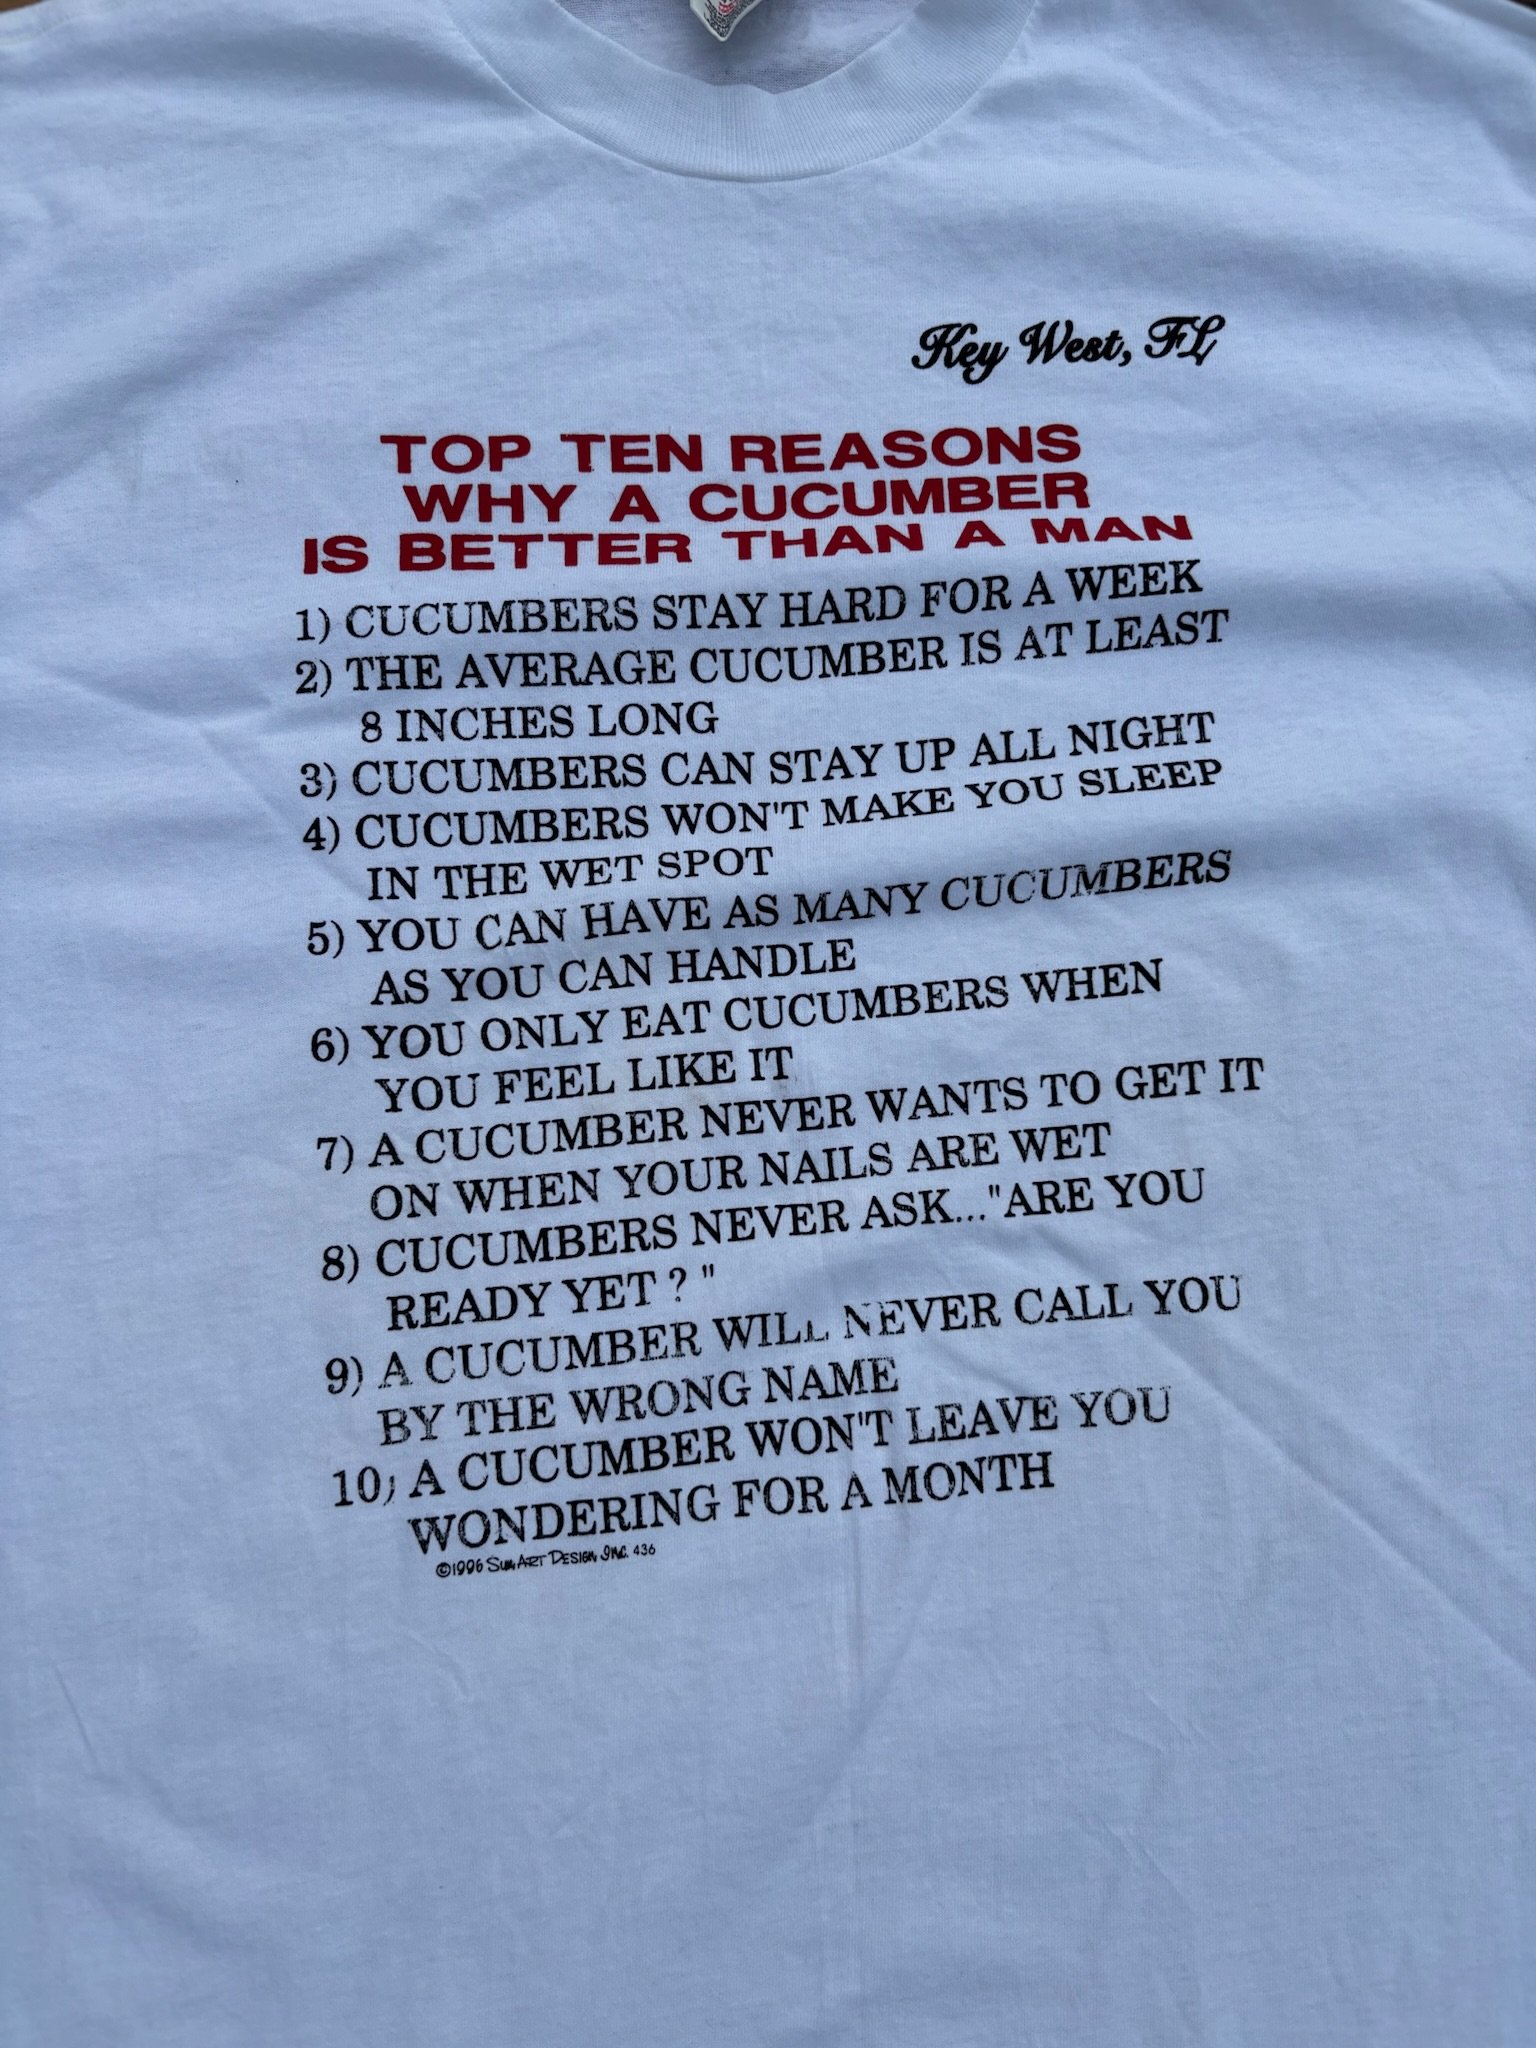 Key West, FL
TOP TEN REASONS
WHY A CUCUMBER
IS BETTER THAN A MAN
1) CUCUMBERS STAY HARD FOR A WEEK
2) THE AVERAGE CUCUMBER IS AT LEAST
8 INCHES LONG
3) CUCUMBERS CAN STAY UP ALL NIGHT
4) CUCUMBERS WON'T MAKE YOU SLEEP
IN THE WET SPOT
5) YOU CAN HAVE AS MANY CUCUMBERS
AS YOU CAN HANDLE
6) YOU ONLY EAT CUCUMBERS WHEN
YOU FEEL LIKE IT
7) A CUCUMBER NEVER WANTS TO GET IT
ON WHEN YOUR NAILS ARE WET
8) CUCUMBERS NEVER ASK..."ARE YOU
READY YET ? "
9) A CUCUMBER WILL NEVER CALL YOU
BY THE WRONG NAME
10) A CUCUMBER WON'T LEAVE YOU
WONDERING FOR A MONTH
©1996 Sun Art Design, Inc. 436